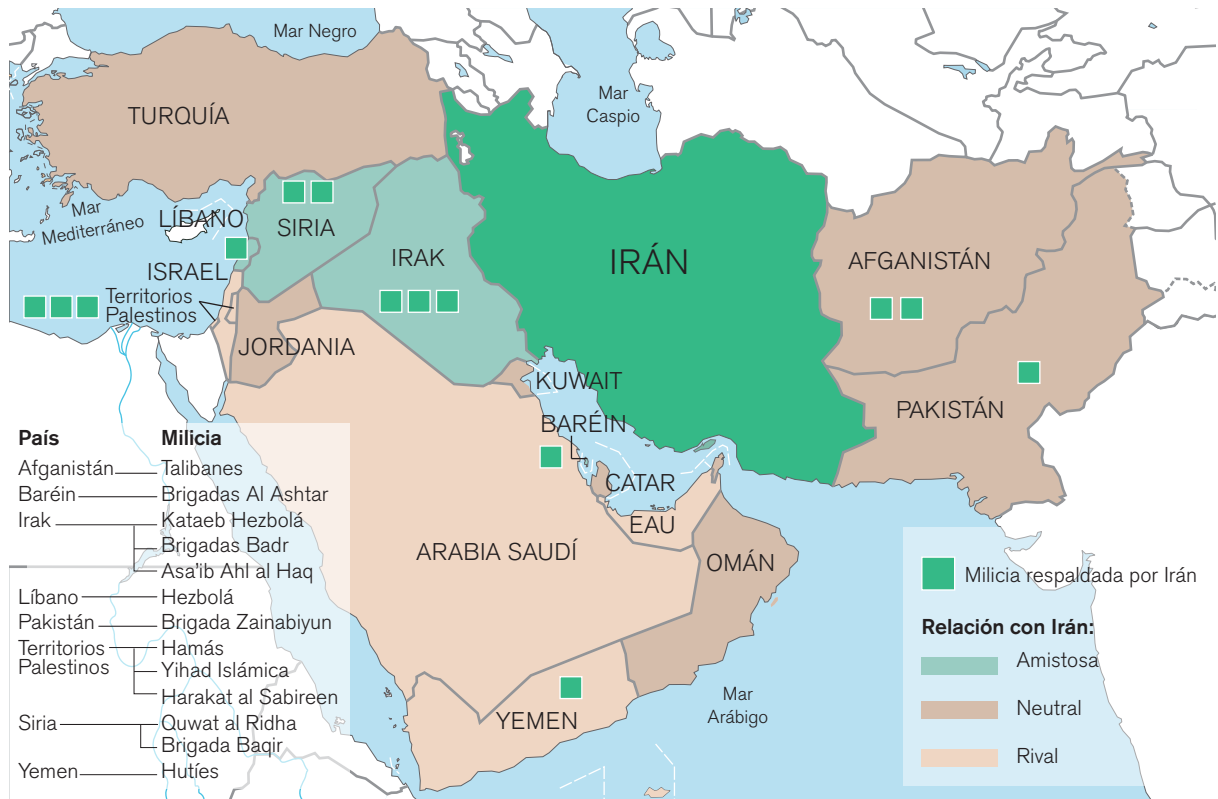 Mar Negro
Mar
Caspio
TURQUÍA
Mar
Mediterráneo
LÍBANO
SIRIA
IRAK
IRÁN
AFGANISTÁN
ISRAEL
Territorios
Palestinos
JORDANIA
KUWAIT
PAKISTÁN
BARÉIN
CATAR
EAU
ARABIA SAUDÍ
OMÁN
YEMEN
Mar
Arábigo
País Milicia
Afganistán Talibanes
Baréin Brigadas Al Ashtar
Irak Kataeb Hezbolá
Brigadas Badr
Asa'ib Ahl al Haq
Líbano Hezbolá
Pakistán Brigada Zainabiyun
Territorios Hamás
Palestinos Yihad Islámica
Harakat al Sabireen
Siria Quwat al Ridha
Brigada Baqir
Yemen Hutíes
Milicia respaldada por Irán
Relación con Irán:
Amistosa
Neutral
Rival